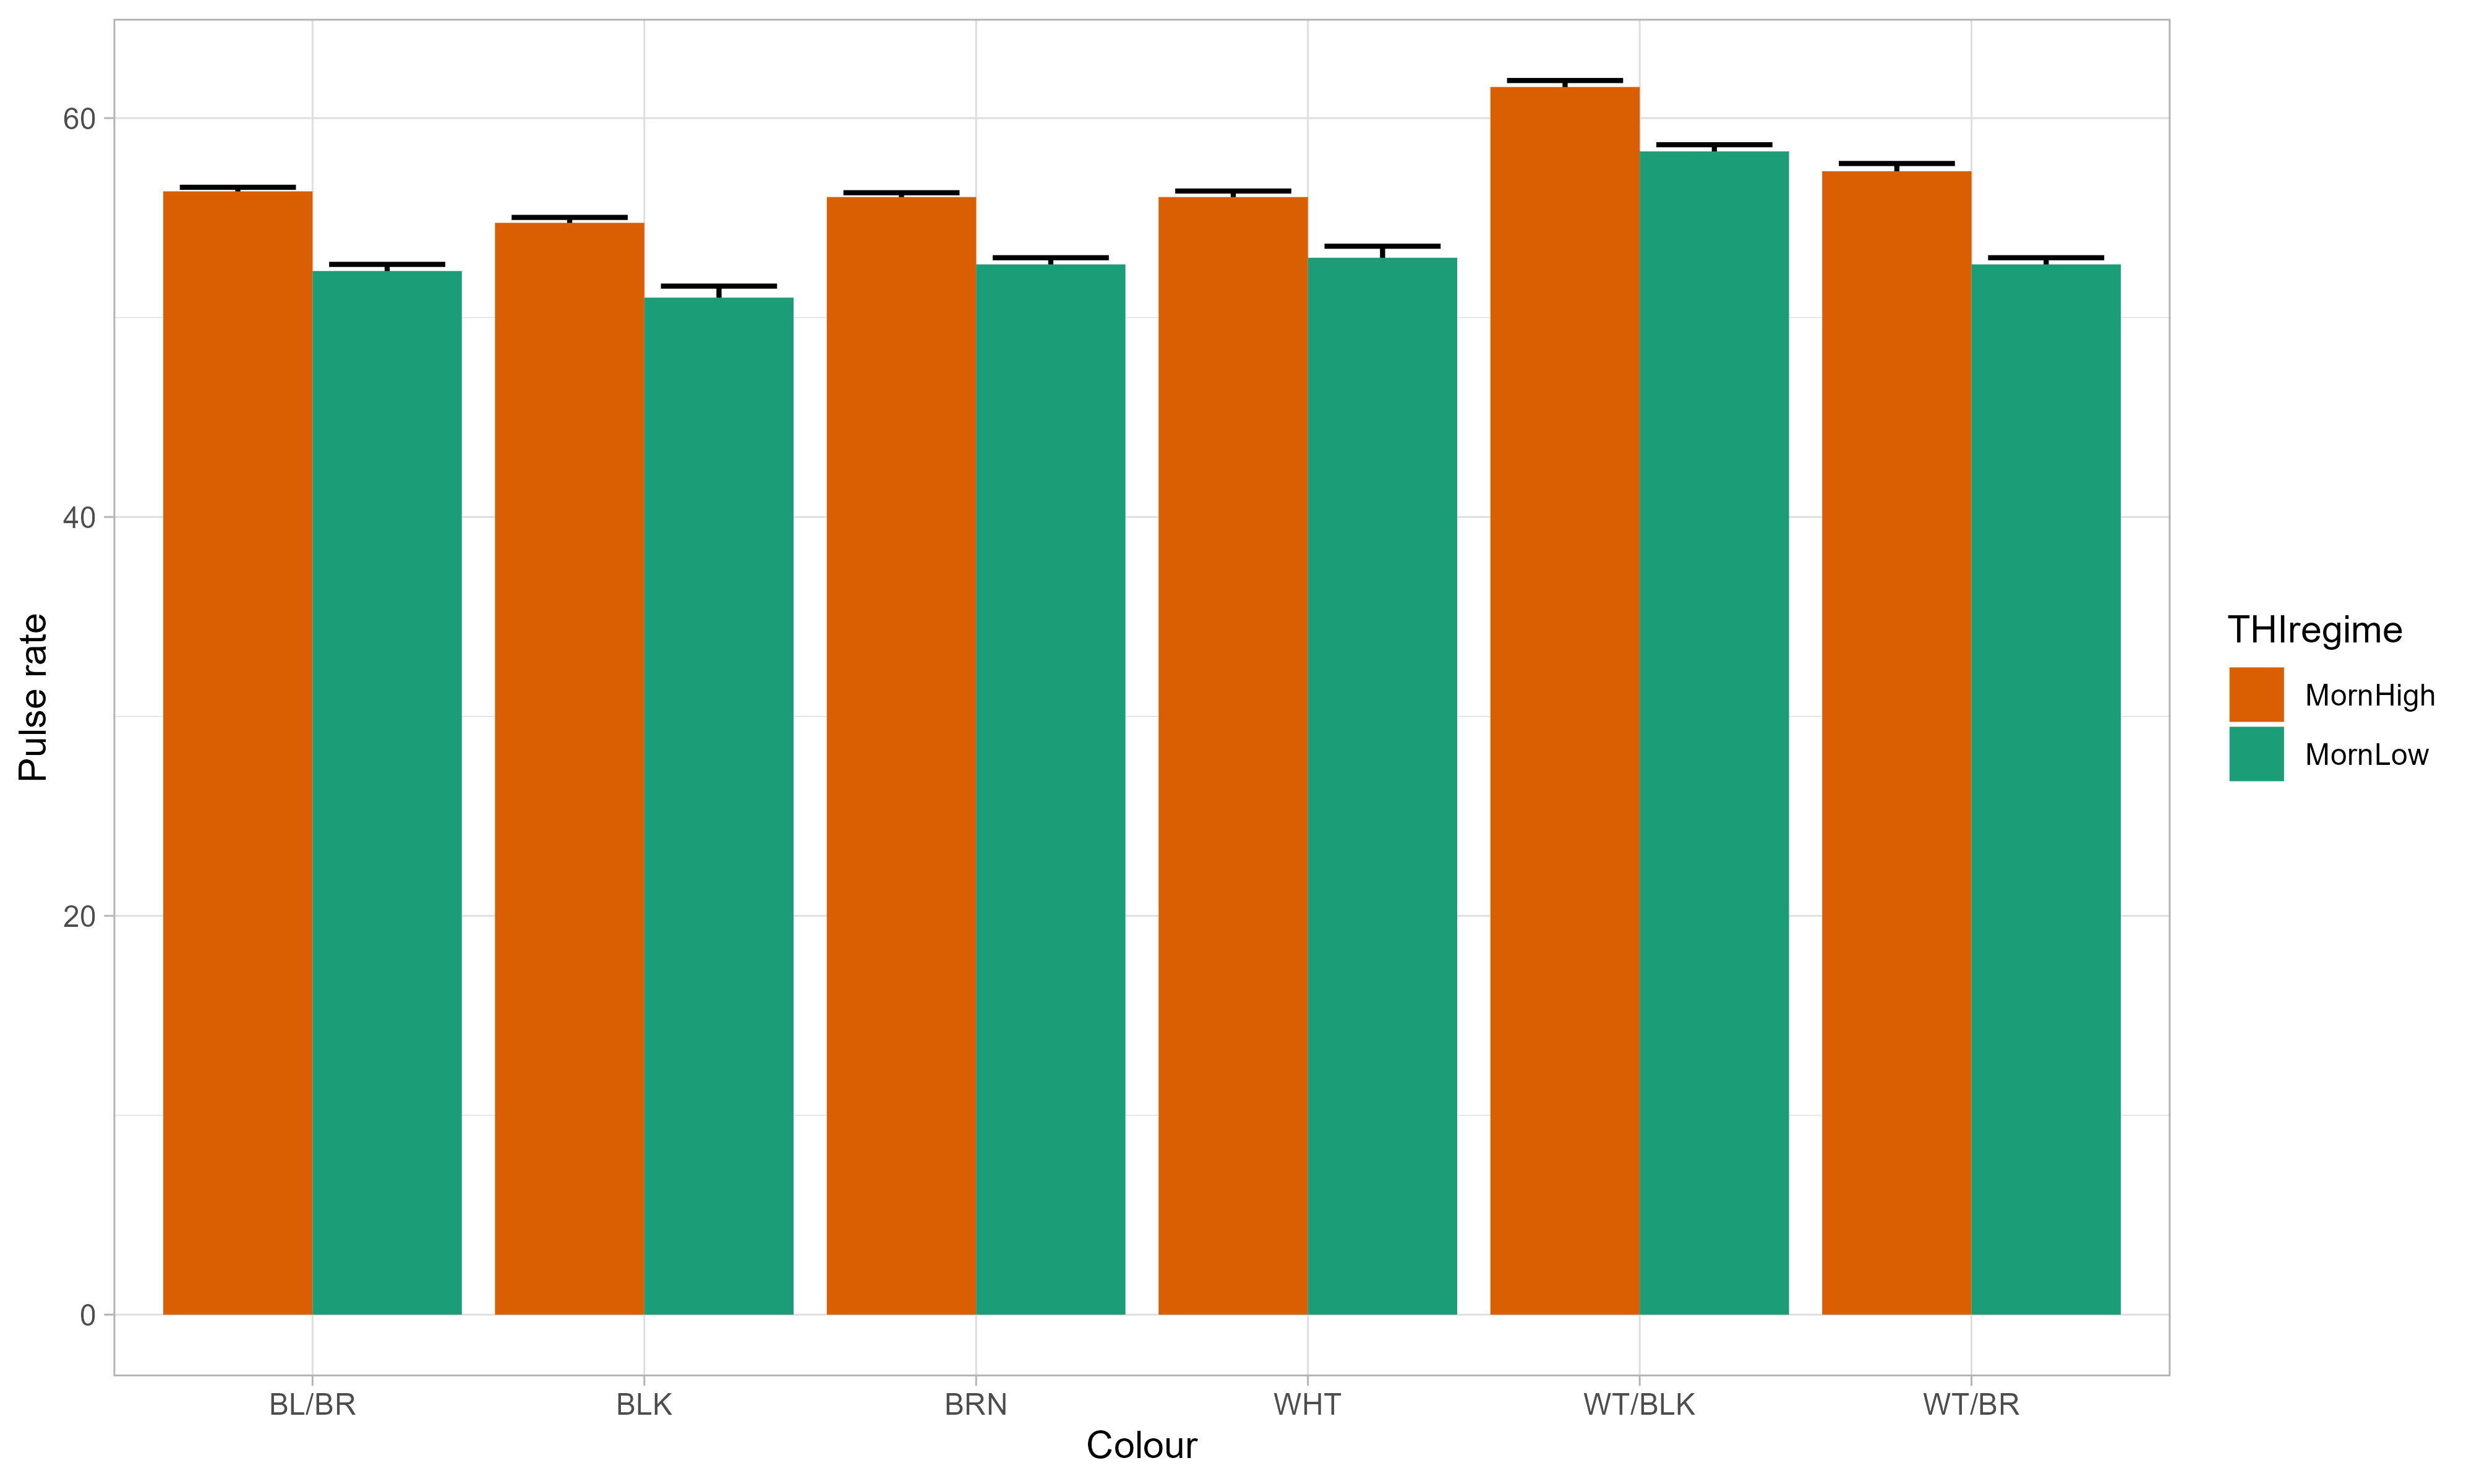 60
40
20
0
Pulse rate
BL/BR
BLK
BRN
WHT
WT/BLK
WT/BR
Colour
THIregime
MornHigh
MornLow